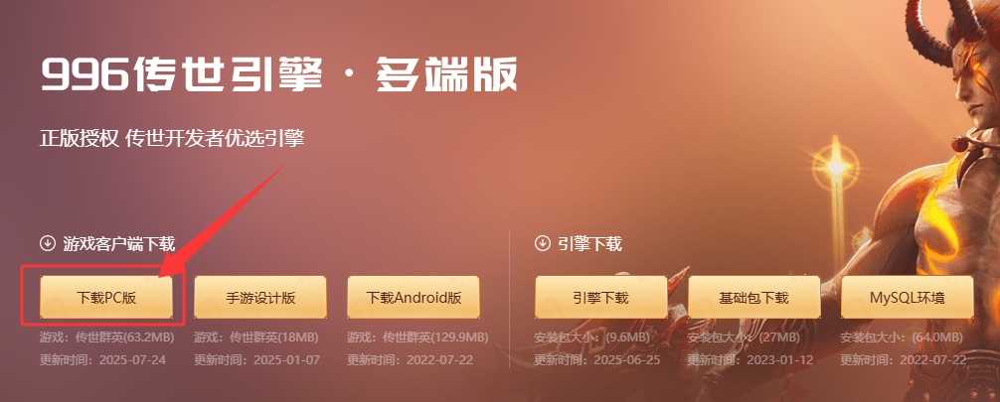 996传世引擎·多端版
正版授权 传世开发者优选引擎
游戏客户端下载
下载PC版
手游设计版
下载Android版
游戏：传世群英(63.2MB)
游戏：传世群英(18MB)
游戏：传世群英(129.9MB)
更新时间：2025-07-24
更新时间：2025-01-07
更新时间：2022-07-22
引擎下载
引擎下载
基础包下载
MySQL环境
安装包大小：(9.6MB)
安装包大小：(27MB)
安装包大小：(64.0MB)
更新时间：2025-06-25
更新时间：2023-01-12
更新时间：2022-07-22